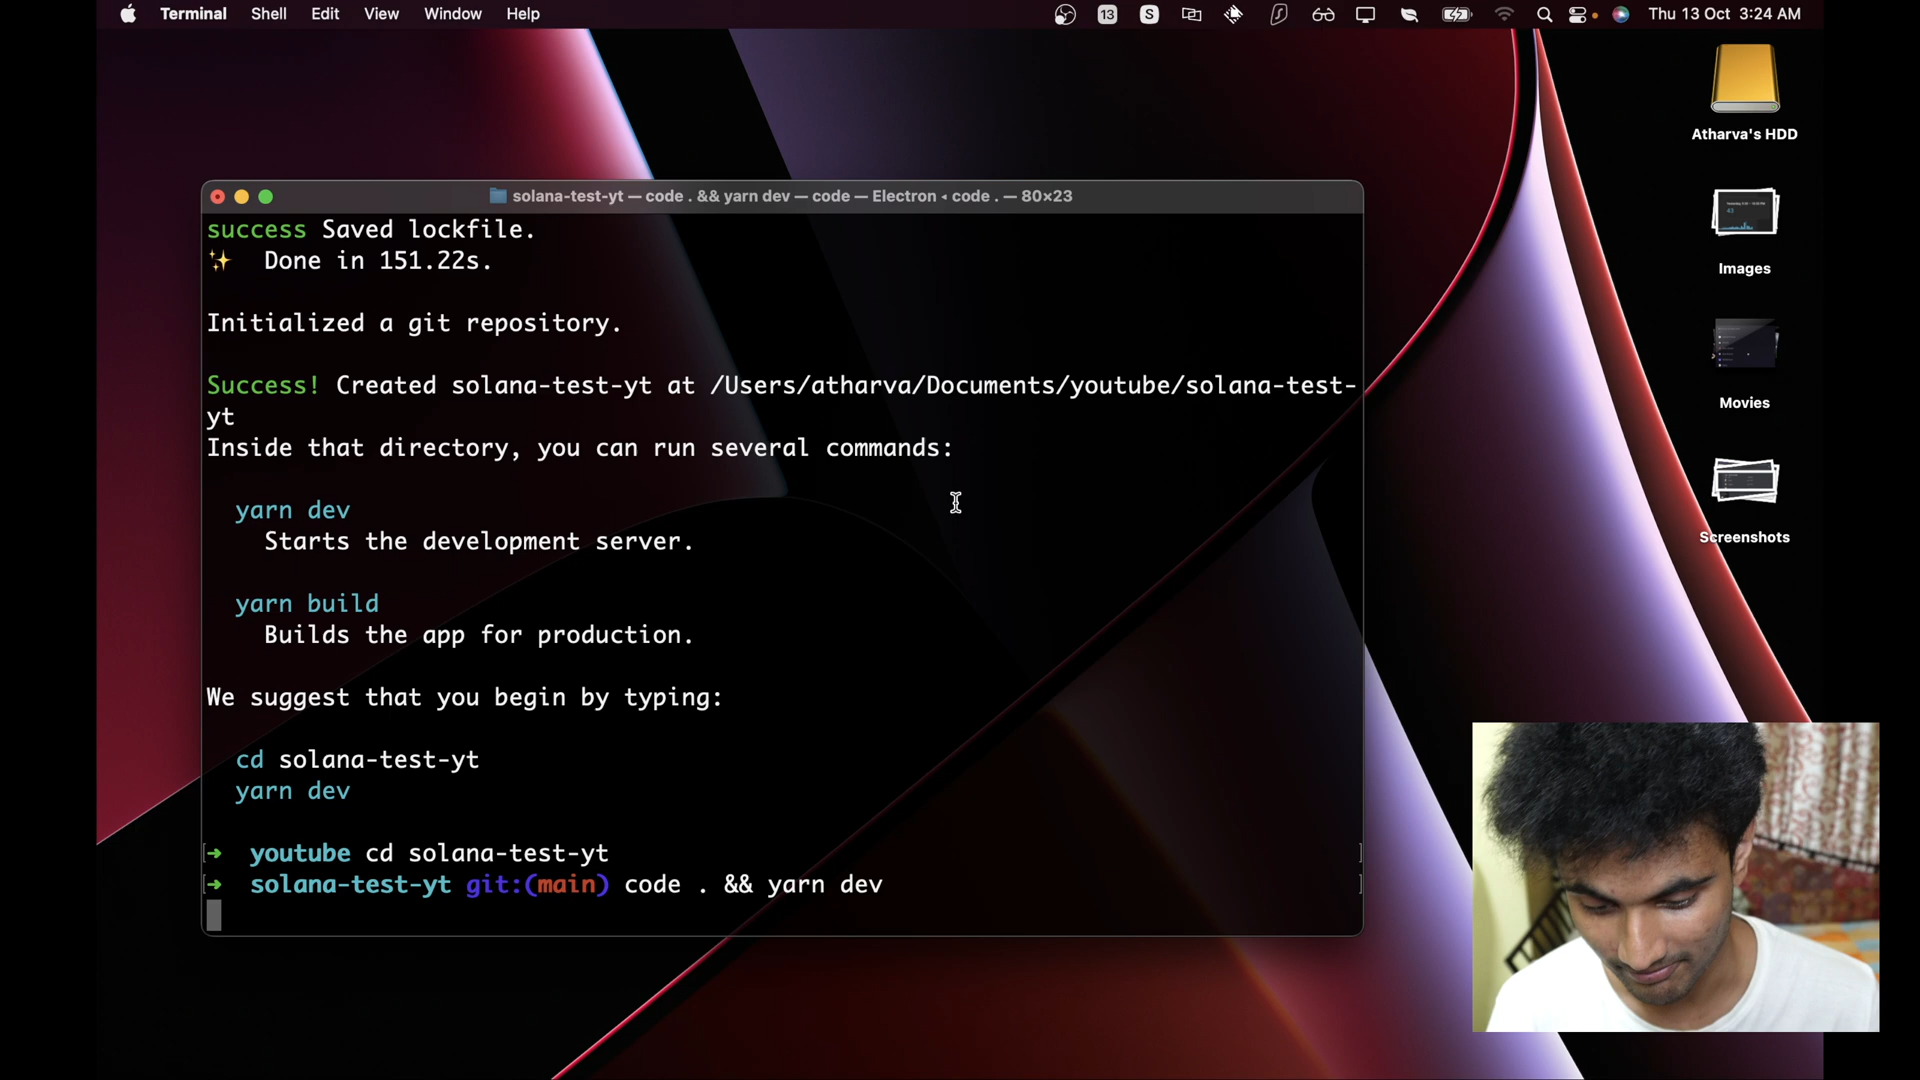 Terminal Shell Edit View Window Help 13 S Thu 13 Oct 3:24 AM
Atharva's HDD
Images
Movies
Screenshots
solana-test-yt — code . && yarn dev — code — Electron ◂ code . — 80×23
success Saved lockfile.
✨ Done in 151.22s.
Initialized a git repository.
Success! Created solana-test-yt at /Users/atharva/Documents/youtube/solana-test-
yt
Inside that directory, you can run several commands:
yarn dev
Starts the development server.
yarn build
Builds the app for production.
We suggest that you begin by typing:
cd solana-test-yt
yarn dev
➜ youtube cd solana-test-yt
➜ solana-test-yt git:(main) code . && yarn dev